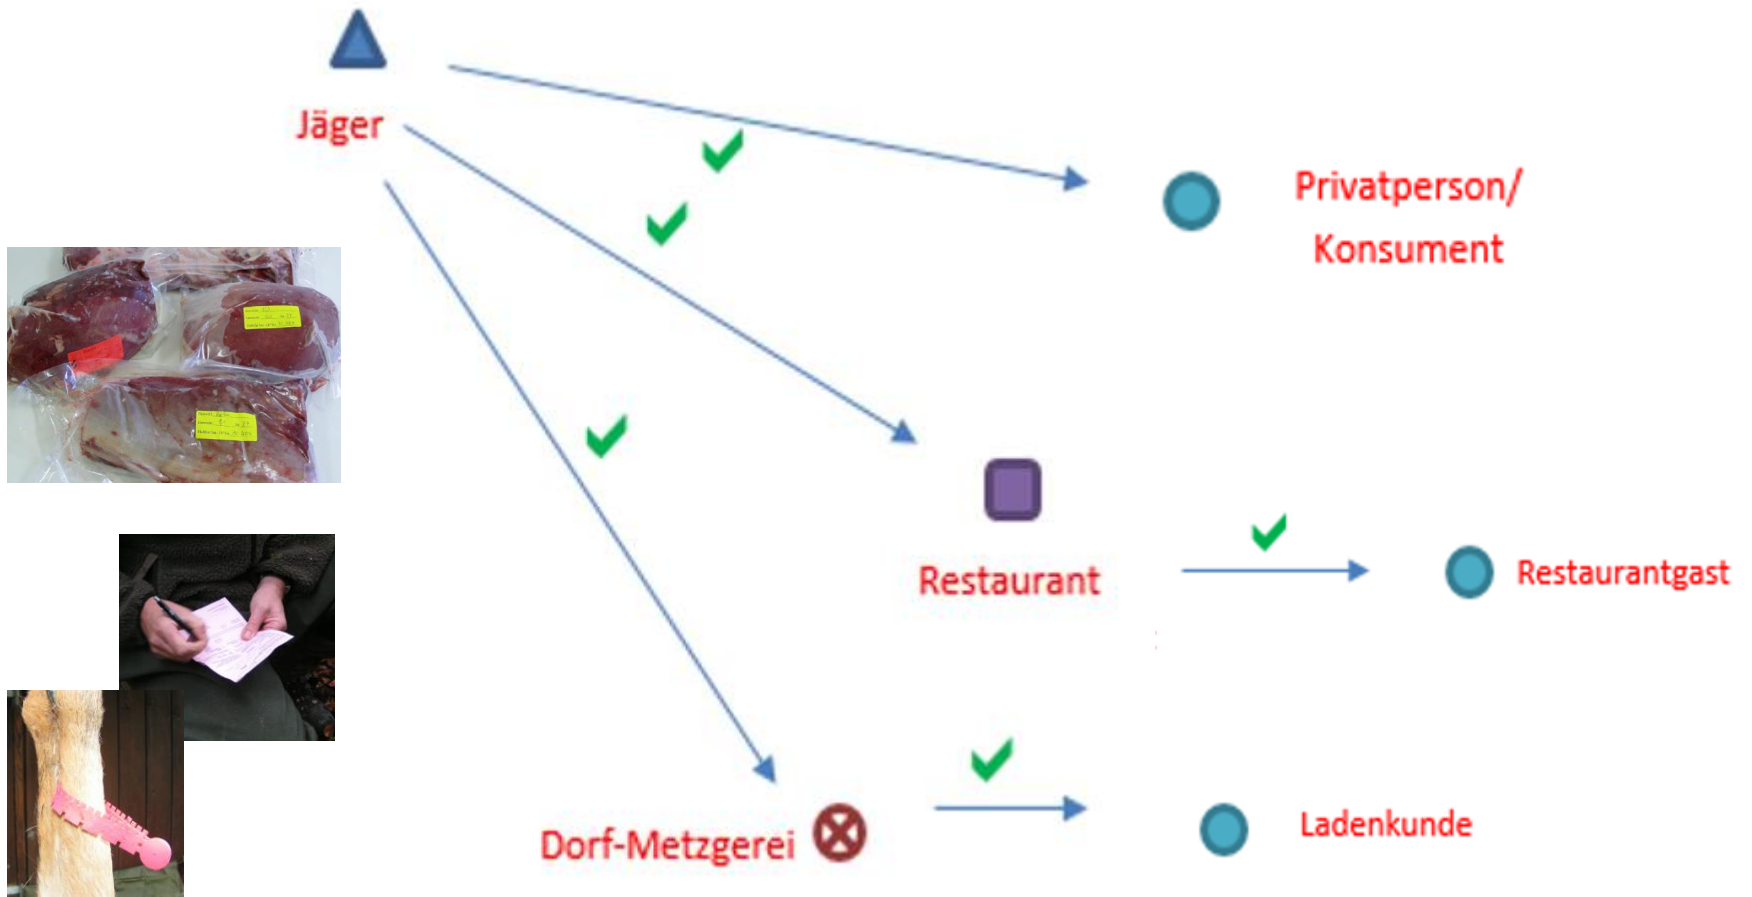 Jäger
Privatperson/
Konsument
Restaurant
Restaurantgast
Dorf-Metzgerei
Ladenkunde